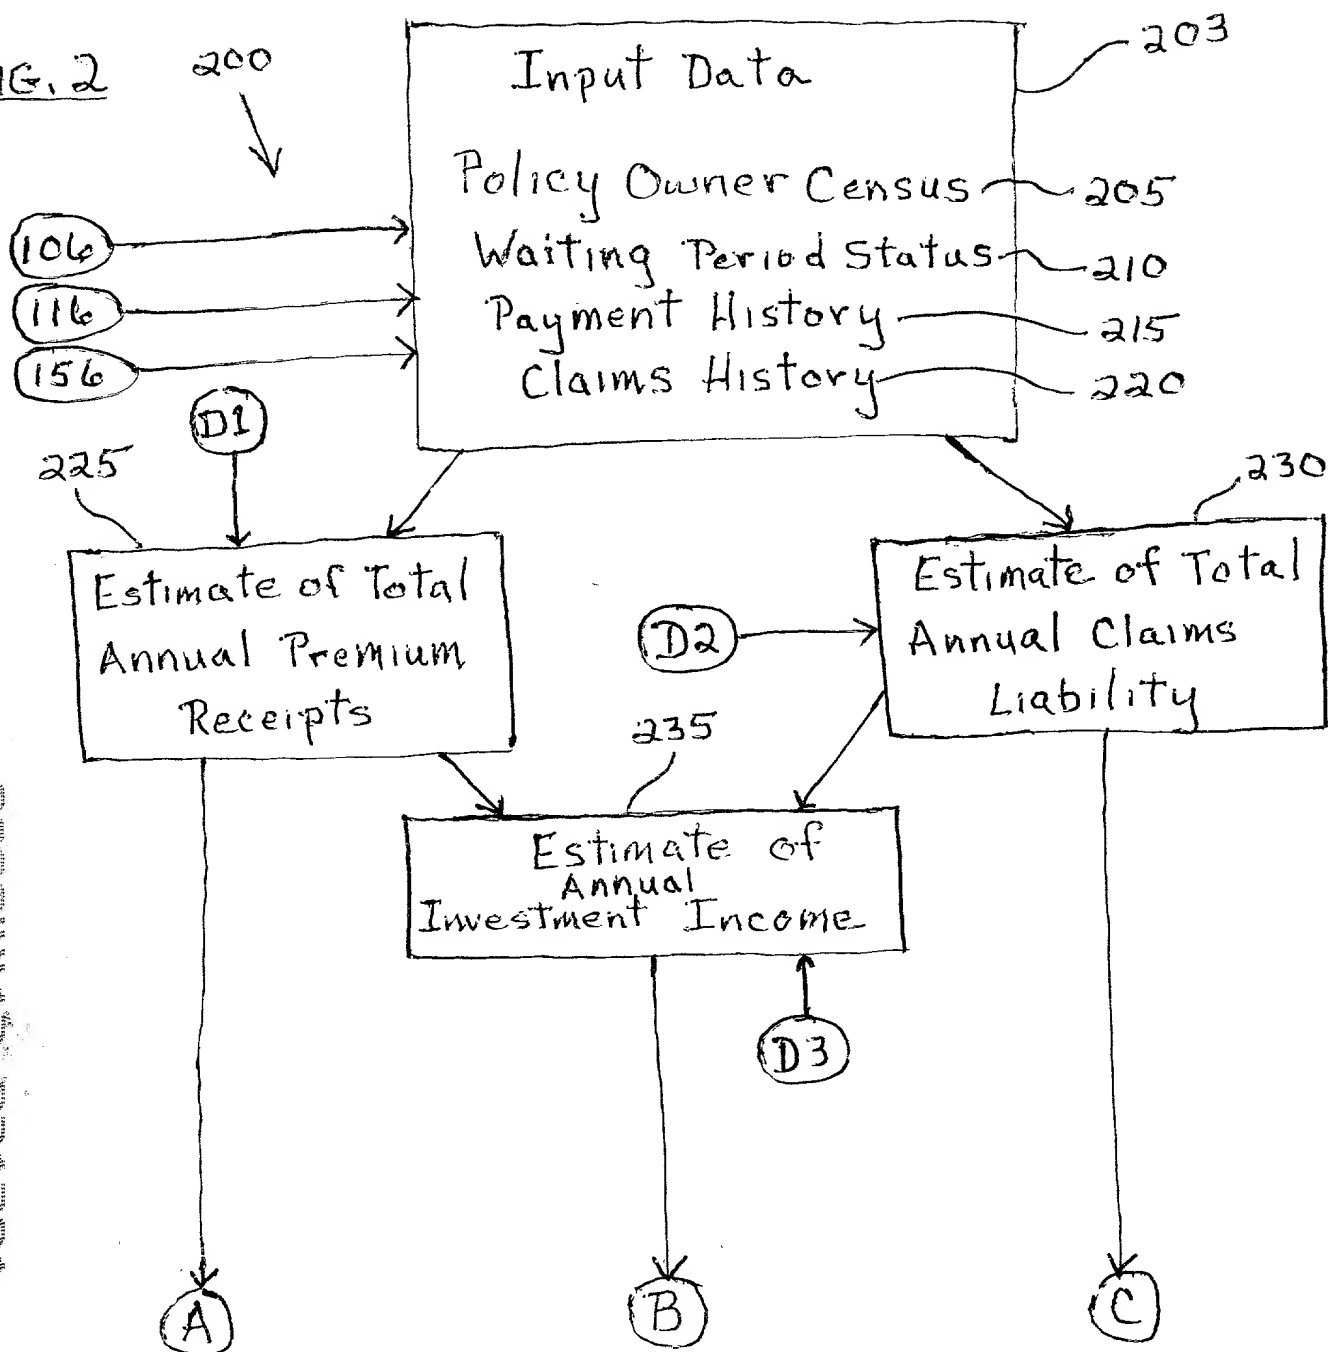 IG. 2
200
203
Input Data
Policy Owner Census
205
Waiting Period Status
210
Payment History
215
Claims History
220
106
116
156
D1
225
230
Estimate of Total
Annual Premium
Receipts
D2
Estimate of Total
Annual Claims
Liability
235
Estimate of
Annual
Investment Income
D3
A
B
C